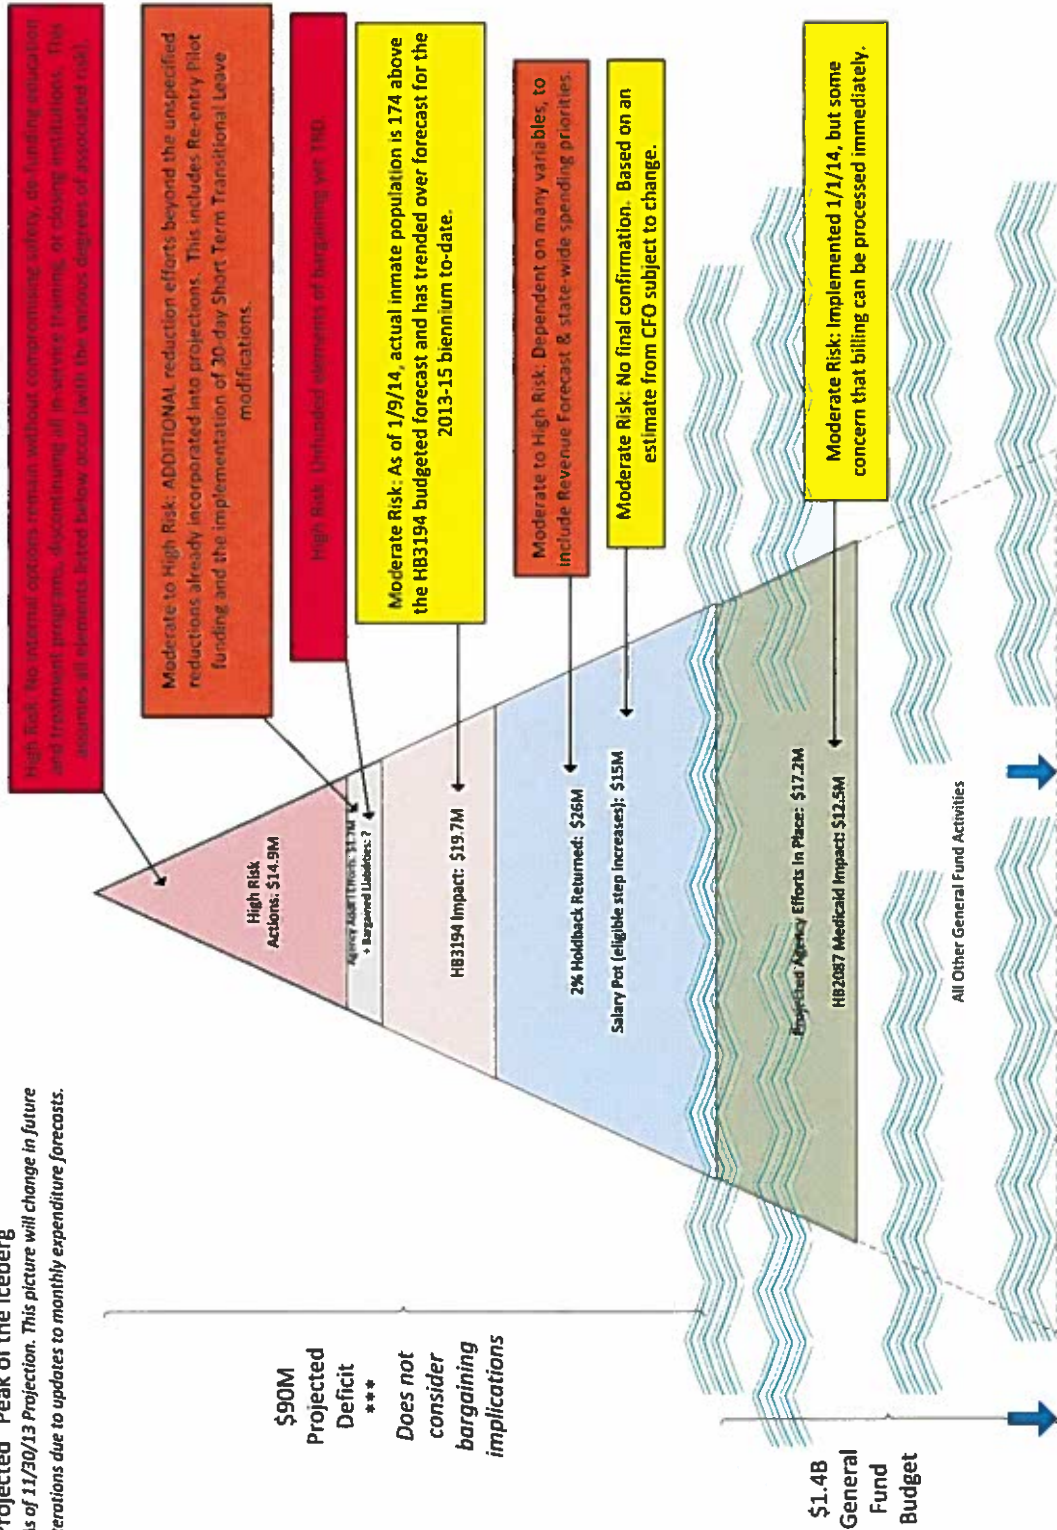 Projected "Peak of the Iceberg"
As of 11/30/13 Projection. This picture will change in future
iterations due to updates to monthly expenditure forecasts.
High Risk: No internal options remain without compromising safety, de-funding education
and treatment programs, discontinuing all in-service training, or closing institutions. This
assumes all elements listed below occur (with the various degrees of associated risk).
Moderate to High Risk: ADDITIONAL reduction efforts beyond the unspecified
reductions already incorporated into projections. This includes Re-entry Pilot
funding and the implementation of 30-day Short Term Transitional Leave
modifications.
High Risk: Unfunded elements of bargaining yet TBD.
Moderate Risk: As of 1/9/14, actual inmate population is 174 above
the HB3194 budgeted forecast and has trended over forecast for the
2013-15 biennium to-date.
Moderate to High Risk: Dependent on many variables, to
include Revenue Forecast & state-wide spending priorities.
Moderate Risk: No final confirmation. Based on an
estimate from CFO subject to change.
Moderate Risk: Implemented 1/1/14, but some
concern that billing can be processed immediately.
High Risk
Actions: $14.9M
Agency Addt'l Efforts: $1.7M
+ Bargained Liabilities: ?
HB3194 Impact: $19.7M
2% Holdback Returned: $26M
Salary Pot (eligible step increases): $15M
Projected Agency Efforts In Place: $17.2M
HB2087 Medicaid Impact: $12.5M
All Other General Fund Activities
$90M
Projected
Deficit
***
Does not
consider
bargaining
implications
$1.4B
General
Fund
Budget